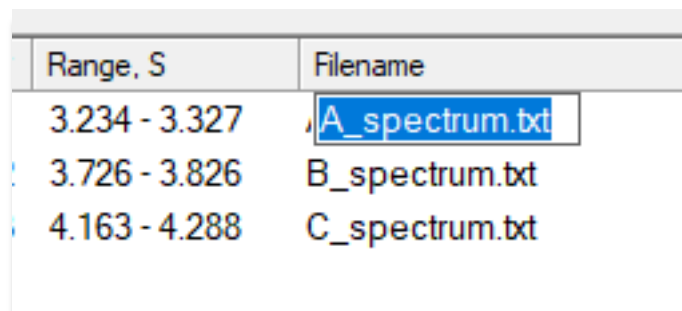 Range, S Filename
3.234 - 3.327 A_spectrum.txt
3.726 - 3.826 B_spectrum.txt
4.163 - 4.288 C_spectrum.txt